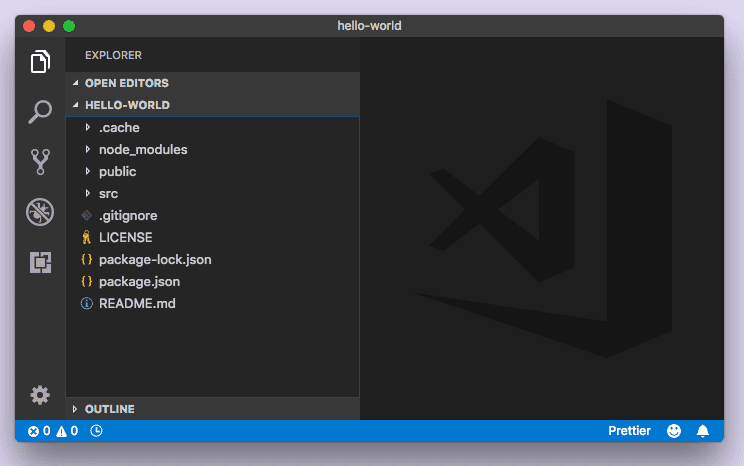 hello-world
EXPLORER
OPEN EDITORS
HELLO-WORLD
.cache
node_modules
public
src
.gitignore
LICENSE
{ } package-lock.json
{ } package.json
README.md
OUTLINE
0 0 Prettier